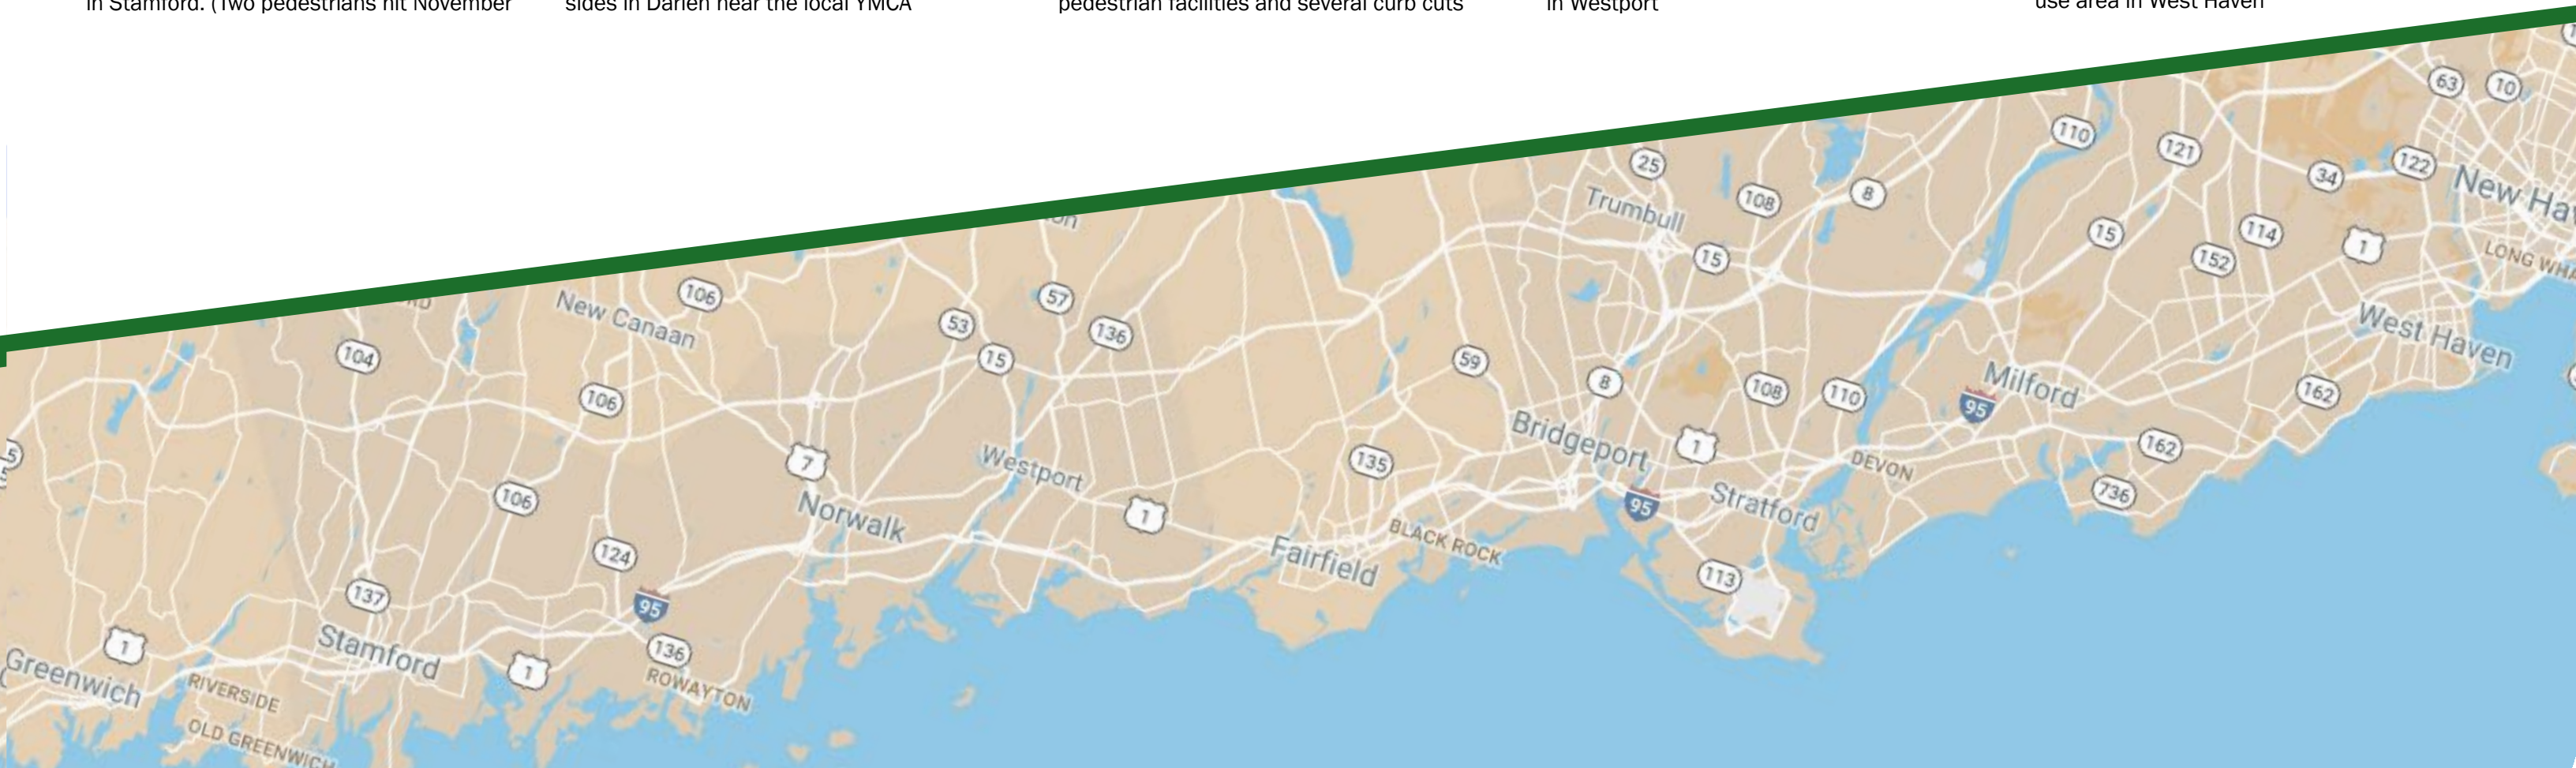 in Stamford. (Two pedestrians hit November
sides in Darien near the local YMCA
pedestrian facilities and several curb cuts
in Westport
use area in West Haven
63
10
110
121
25
122
34
Trumbull
108
8
New Ha
15
114
1
152
LONG WHA
15
106
57
New Canaan
53
136
104
15
59
West Haven
8
108
110
Milford
95
162
106
Bridgeport
1
162
5
7
Westport
135
DEVON
106
Norwalk
1
95
Stratford
736
BLACK ROCK
124
Fairfield
113
137
95
1
Stamford
136
1
Greenwich
RIVERSIDE
ROWAYTON
OLD GREENWICH